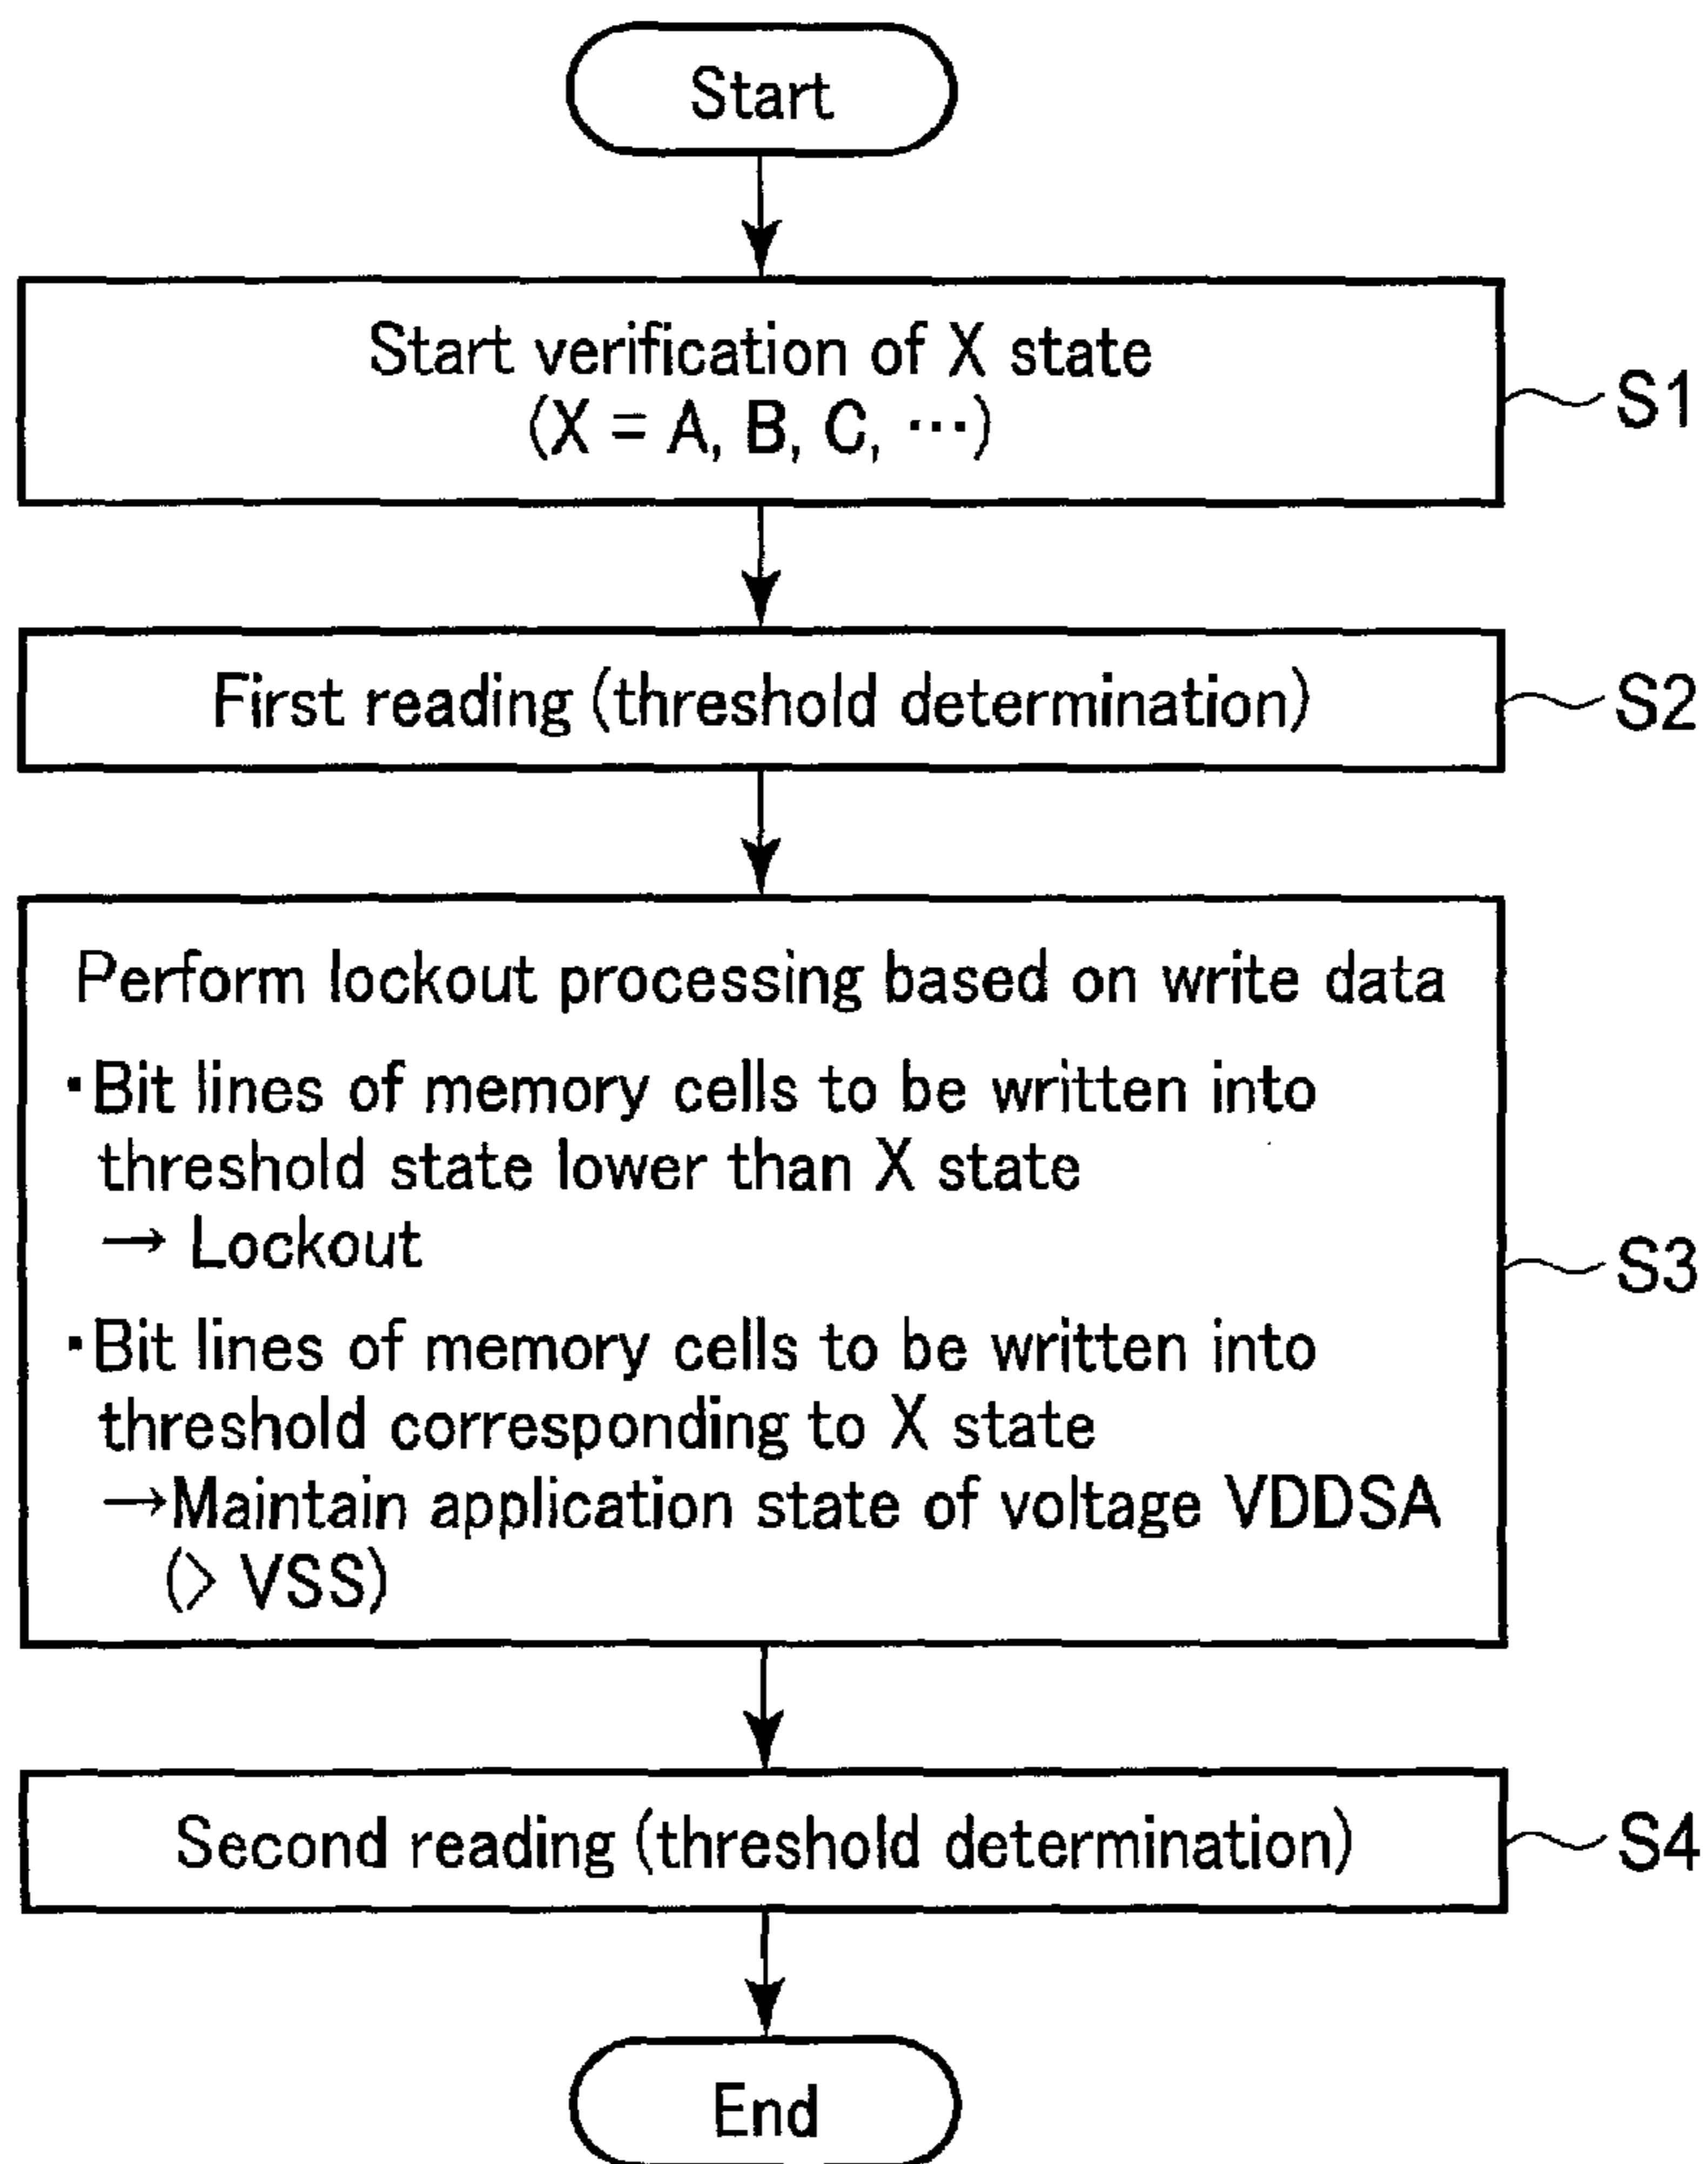 Start
Start verification of X state
(X = A, B, C, ···)
S1
First reading (threshold determination)
S2
Perform lockout processing based on write data
・Bit lines of memory cells to be written into
threshold state lower than X state
→ Lockout
・Bit lines of memory cells to be written into
threshold corresponding to X state
→Maintain application state of voltage VDDSA
(> VSS)
S3
Second reading (threshold determination)
S4
End